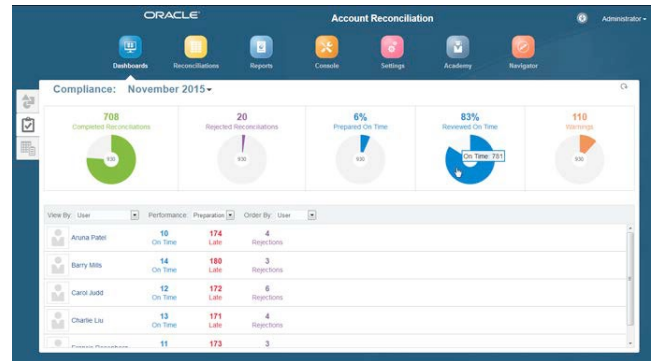 ORACLE
Account Reconciliation
Administrator
Dashboards
Reconciliations
Reports
Console
Settings
Academy
Navigator
Compliance: November 2015
708
Completed Reconciliations
930
20
Rejected Reconciliations
930
6%
Prepared On Time
930
83%
Reviewed On Time
On Time: 781
110
Warnings
930
View By: User
Performance: Preparation
Order By: User
Aruna Patel
10
On Time
174
Late
4
Rejections
Barry Mills
14
On Time
180
Late
3
Rejections
Carol Judd
12
On Time
172
Late
6
Rejections
Charlie Liu
13
On Time
171
Late
4
Rejections
11
173
3